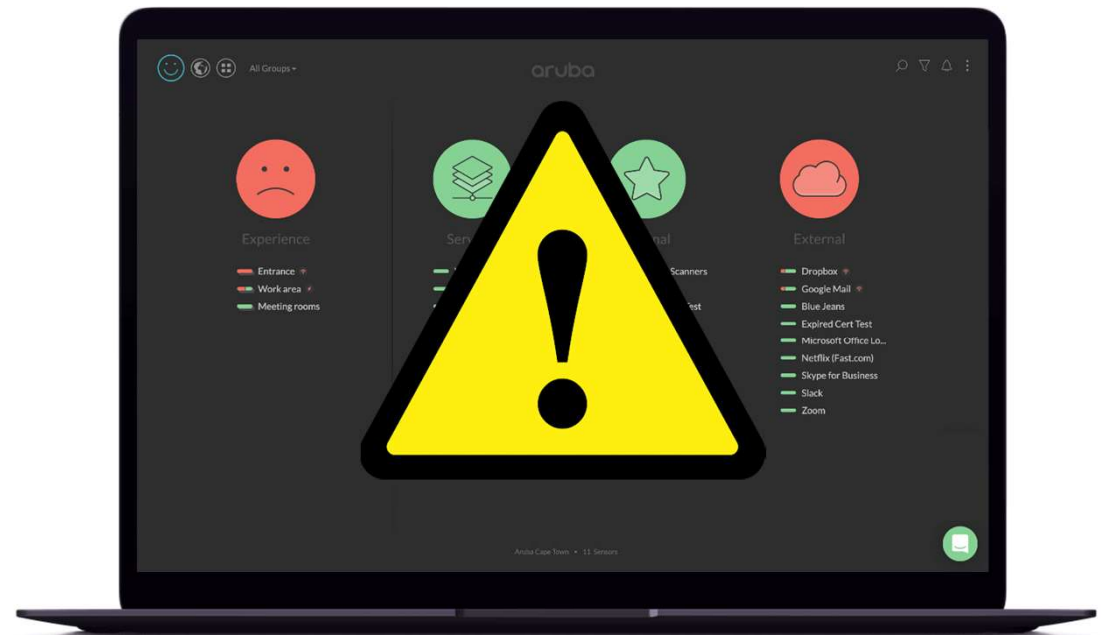 All Groups
aruba
Experience
Entrance
Work area
Meeting rooms
Scanners
External
Dropbox
Google Mail
Blue Jeans
Expired Cert Test
Microsoft Office Lo...
Netflix (Fast.com)
Skype for Business
Slack
Zoom
Aruba Cape Town • 11 Sensors